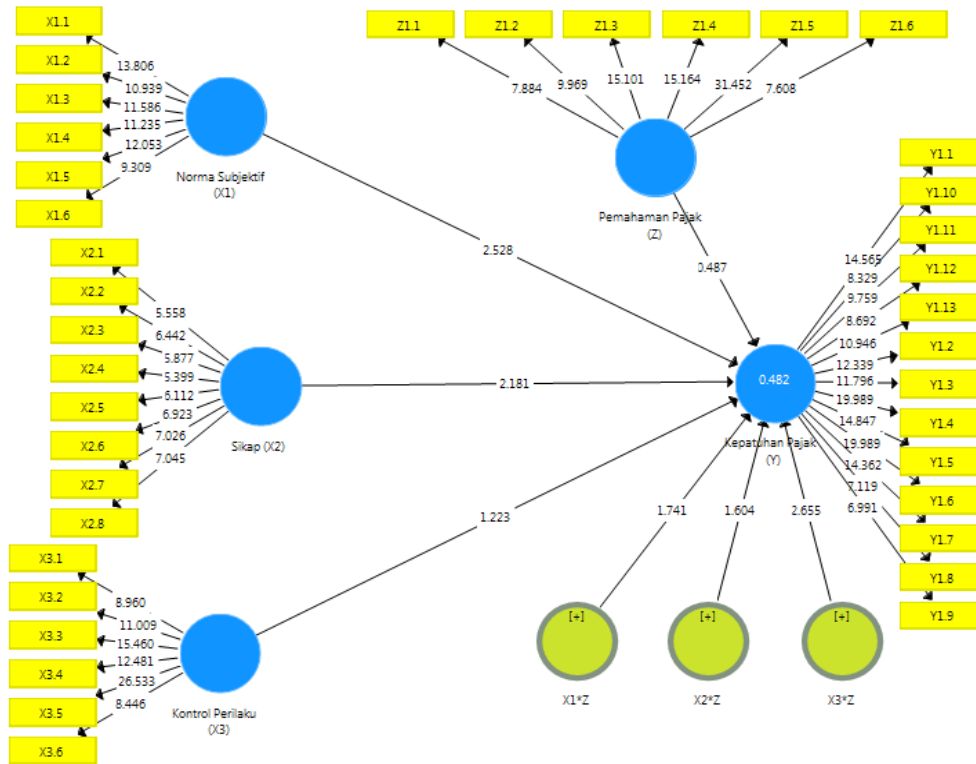 X1.1
X1.2
X1.3
X1.4
X1.5
X1.6
13.806
10.939
11.586
11.235
12.053
9.309
Norma Subjektif
(X1)
Z1.1
Z1.2
Z1.3
Z1.4
Z1.5
Z1.6
7.884
9.969
15.101
15.164
31.452
7.608
Pemahaman Pajak
(Z)
2.528
0.487
X2.1
X2.2
X2.3
X2.4
X2.5
X2.6
X2.7
X2.8
5.558
6.442
5.877
5.399
6.112
6.923
7.026
7.045
Sikap (X2)
2.181
X3.1
X3.2
X3.3
X3.4
X3.5
X3.6
8.960
11.009
15.460
12.481
26.533
8.446
Kontrol Perilaku
(X3)
1.223
0.482
Kepatuhan Pajak
(Y)
14.565
8.329
9.759
8.692
10.946
12.339
11.796
19.989
14.847
19.989
14.362
7.119
6.991
Y1.1
Y1.10
Y1.11
Y1.12
Y1.13
Y1.2
Y1.3
Y1.4
Y1.5
Y1.6
Y1.7
Y1.8
Y1.9
1.741
1.604
2.655
[+]
[+]
[+]
X1*Z
X2*Z
X3*Z